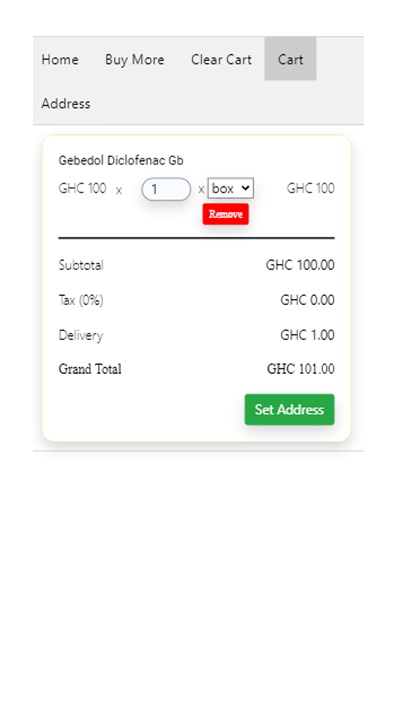 Home Buy More Clear Cart Cart
Address
Gebedol Diclofenac Gb
GHC 100 x 1 x box GHC 100
Remove
Subtotal GHC 100.00
Tax (0%) GHC 0.00
Delivery GHC 1.00
Grand Total GHC 101.00
Set Address